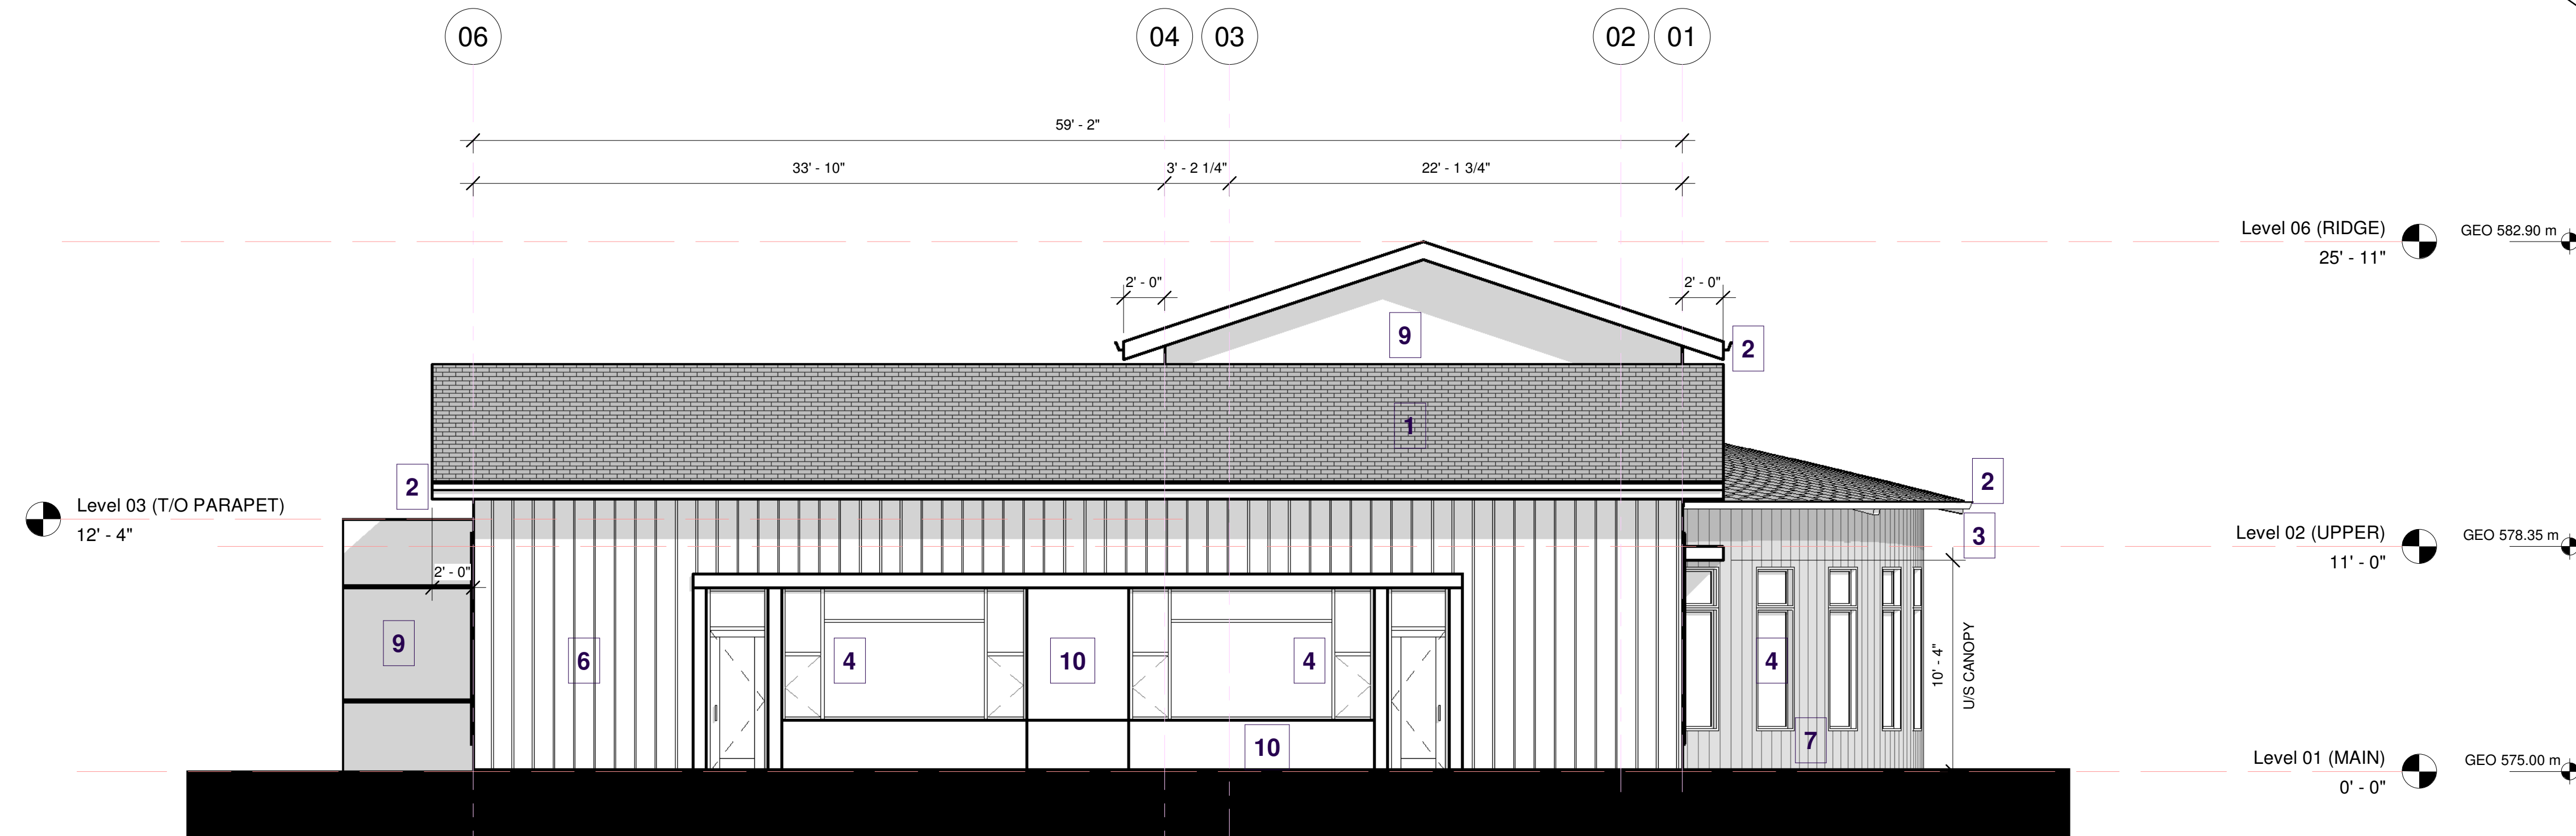 06
04
03
02
01
59' - 2"
33' - 10"
3' - 2 1/4"
22' - 1 3/4"
Level 06 (RIDGE)
25' - 11"
GEO 582.90 m
2' - 0"
2' - 0"
9
2
1
2
2
Level 03 (T/O PARAPET)
12' - 4"
3
Level 02 (UPPER)
11' - 0"
GEO 578.35 m
2' - 0"
9
6
4
10
4
4
10' - 4"
U/S CANOPY
10
7
Level 01 (MAIN)
0' - 0"
GEO 575.00 m